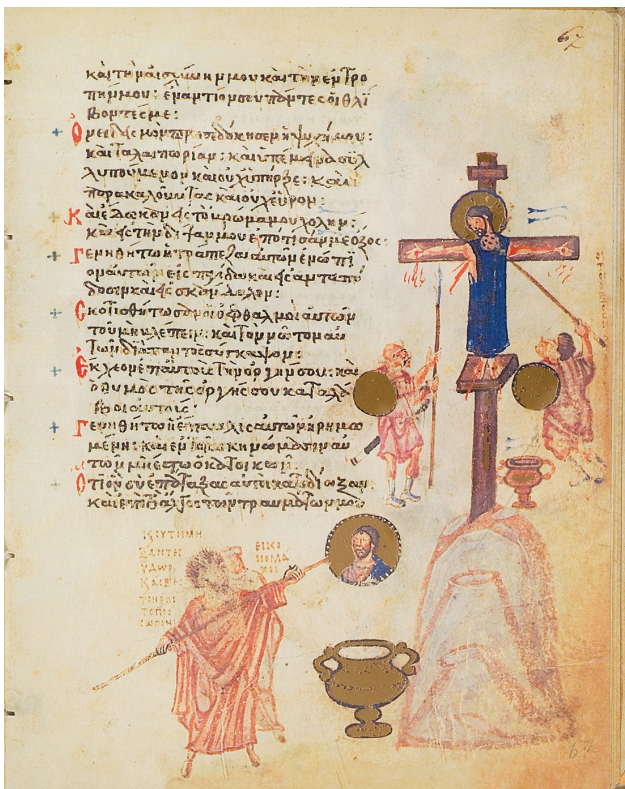 67
καὶ τὴν αἰσχύνην μου καὶ τὴν ἐντρο
πήν μου: ἐναντίον σου πάντες οἱ θλί
βοντές με:
Ὀνειδισμὸν προσεδόκησεν ἡ ψυχή μου:
καὶ ταλαιπωρίαν: καὶ ὑπέμεινα συλ
λυπούμενον καὶ οὐχ ὑπῆρξε: καὶ
παρακαλοῦντας καὶ οὐχ εὗρον:
Καὶ ἔδωκαν εἰς τὸ βρῶμα μου χολήν:
καὶ εἰς τὴν δίψαν μου ἐπότισάν με ὄξος:
Γενηθήτω ἡ τράπεζα αὐτῶν ἐνώπι
ον αὐτῶν εἰς παγίδα καὶ εἰς ἀνταπό
δοσιν καὶ εἰς σκάνδαλον:
Σκοτισθήτωσαν οἱ ὀφθαλμοὶ αὐτῶν
τοῦ μὴ βλέπειν: καὶ τὸν νῶτον αὐ
τῶν διὰ παντὸς σύγκαμψον:
Ἔκχεον ἐπ αὐτοὺς τὴν ὀργήν σου: καὶ
ὁ θυμὸς τῆς ὀργῆς σου καταλά
βοι αὐτούς:
Γενηθήτω ἡ ἔπαυλις αὐτῶν ἠρημω
μένη: καὶ ἐν τοῖς σκηνώμασιν αὐ
τῶν μὴ ἔστω ὁ κατοικῶν:
Ὅτι ὃν σὺ ἐπάταξας αὐτοὶ κατεδίωξαν:
καὶ ἐπὶ τὸ ἄλγος τῶν τραυμάτων μου
ΥΔΩΡ
67